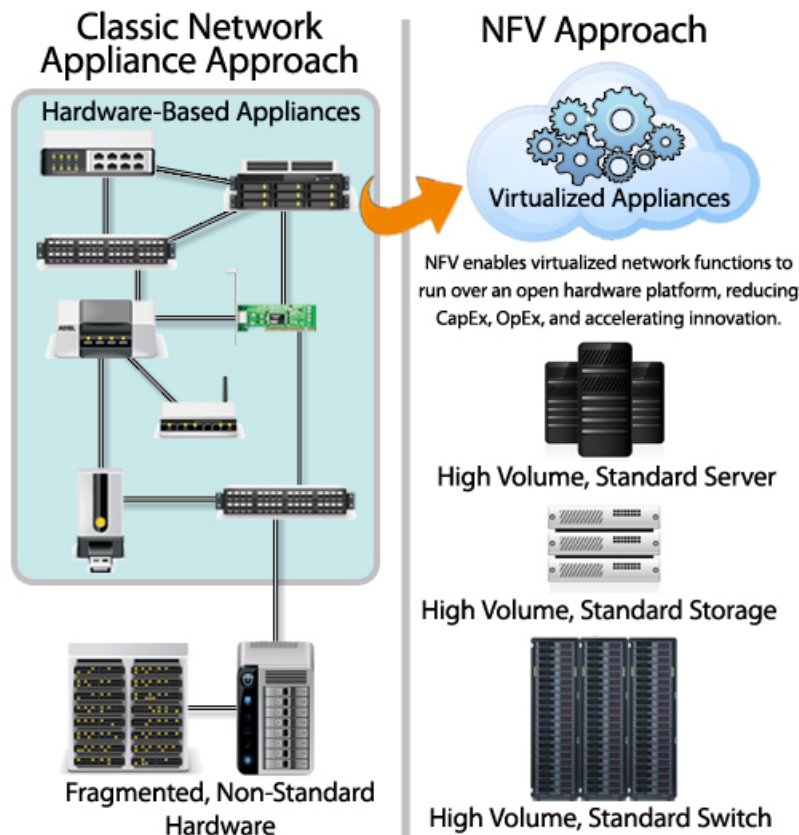 Classic Network
Appliance Approach
Hardware-Based Appliances
ADSL
Fragmented, Non-Standard
Hardware
NFV Approach
Virtualized Appliances
NFV enables virtualized network functions to
run over an open hardware platform, reducing
CapEx, OpEx, and accelerating innovation.
High Volume, Standard Server
High Volume, Standard Storage
High Volume, Standard Switch